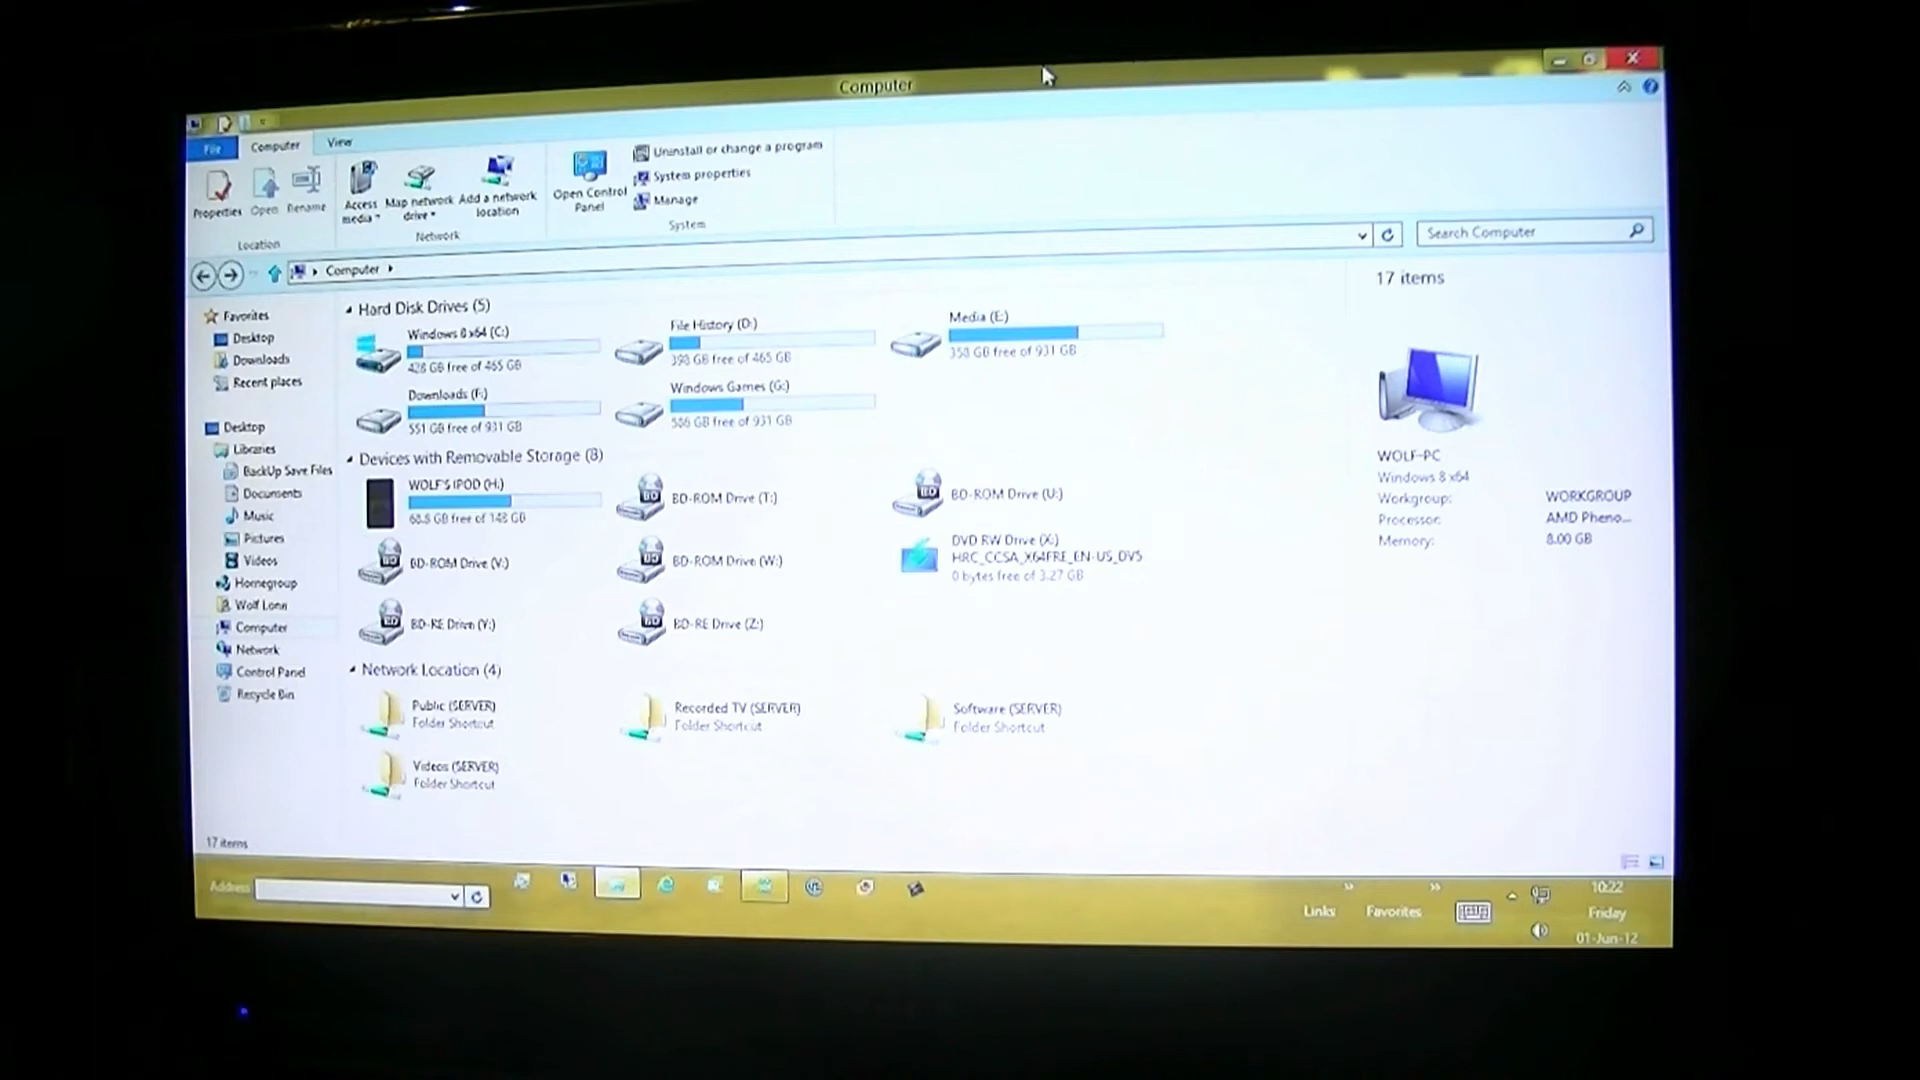 Computer
File
Computer
View
Properties
Open
Rename
Access media
Map network drive
Add a network location
Open Control Panel
Uninstall or change a program
System properties
Manage
Location
Network
System
Computer
Search Computer
Favorites
Desktop
Downloads
Recent places
Desktop
Libraries
BackUp Save Files
Documents
Music
Pictures
Videos
Homegroup
Wolf Lonn
Computer
Network
Control Panel
Recycle Bin
Hard Disk Drives (5)
Windows 8 x64 (C:)
428 GB free of 465 GB
File History (D:)
398 GB free of 465 GB
Media (E:)
358 GB free of 931 GB
Downloads (F:)
551 GB free of 931 GB
Windows Games (G:)
GB free of 931 GB
Devices with Removable Storage (8)
WOLF'S IPOD (H:)
GB free of 148 GB
BD-ROM Drive (T:)
BD-ROM Drive (U:)
BD-ROM Drive (V:)
BD-ROM Drive (W:)
DVD RW Drive (X:)
HRC_CCSA_X64FRE_EN-US_DV5
0 bytes free of 3.27 GB
BD-RE Drive (Y:)
BD-RE Drive (Z:)
Network Location (4)
Public (SERVER)
Folder Shortcut
Recorded TV (SERVER)
Folder Shortcut
Software (SERVER)
Folder Shortcut
Videos (SERVER)
Folder Shortcut
17 items
WOLF-PC
Windows 8 x64
Workgroup: WORKGROUP
Processor: AMD Pheno...
Memory: 8.00 GB
17 items
Address
Links
Favorites
10:22
Friday
01-Jun-12